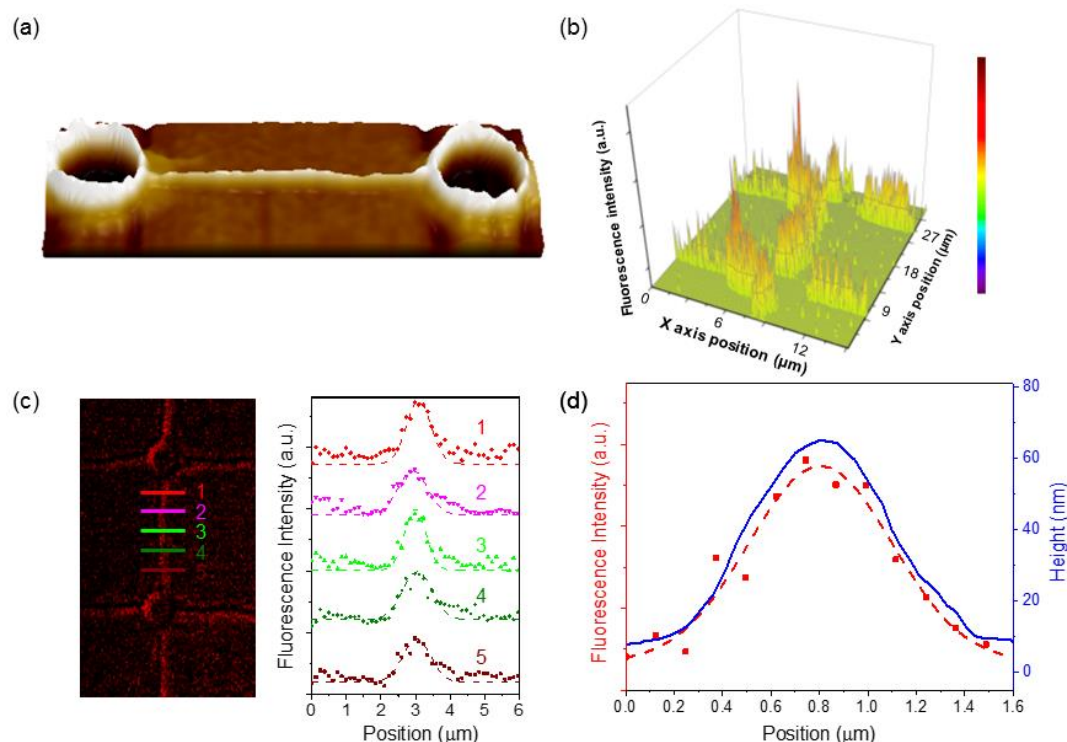 (a)
(b)
Fluorescence intensity (a.u.)
0
6
12
X axis position (µm)
9
18
27
Y axis position (µm)
(c)
1
2
3
4
5
Fluorescence Intensity (a.u.)
1
2
3
4
5
0 1 2 3 4 5 6
Position (µm)
(d)
Fluorescence Intensity (a.u.)
80
60
40
20
10
0
Height (nm)
0.0 0.2 0.4 0.6 0.8 1.0 1.2 1.4 1.6
Position (µm)